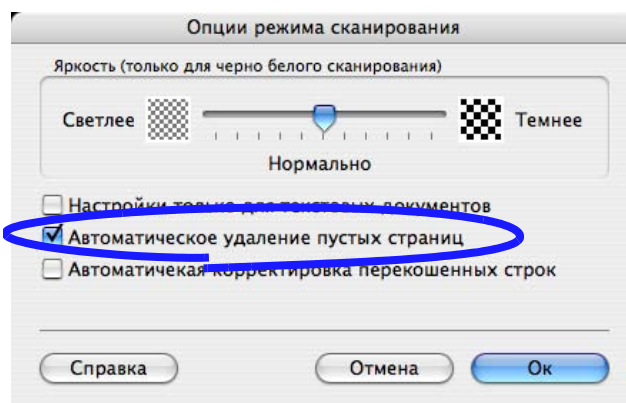 Опции режима сканирования
Яркость (только для черно белого сканирования)
Светлее Темнее
Нормально
Настройки только для текстовых документов
Автоматическое удаление пустых страниц
Автоматичекая корректировка перекошенных строк
Справка Отмена Ок